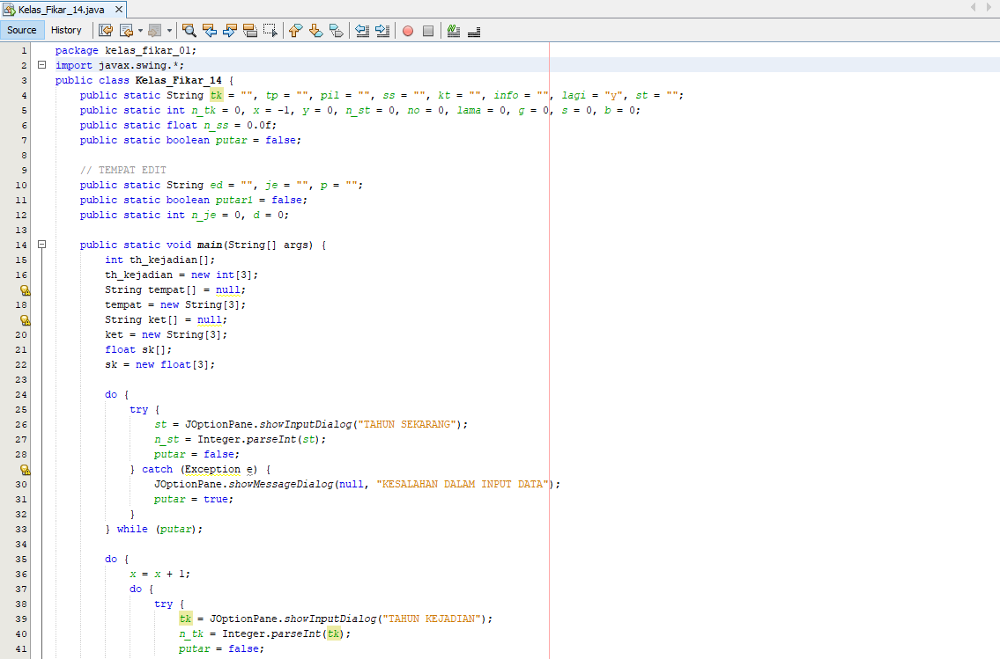 Kelas_Fikar_14.java
Source History
1 package kelas_fikar_01;
2 import javax.swing.*;
3 public class Kelas_Fikar_14 {
4 public static String tk = "", tp = "", pil = "", ss = "", kt = "", info = "", lagi = "y", st = "";
5 public static int n_tk = 0, x = -1, y = 0, n_st = 0, no = 0, lama = 0, g = 0, s = 0, b = 0;
6 public static float n_ss = 0.0f;
7 public static boolean putar = false;
8
9 // TEMPAT EDIT
10 public static String ed = "", je = "", p = "";
11 public static boolean putar1 = false;
12 public static int n_je = 0, d = 0;
13
14 public static void main(String[] args) {
15 int th_kejadian[];
16 th_kejadian = new int[3];
String tempat[] = null;
18 tempat = new String[3];
String ket[] = null;
20 ket = new String[3];
21 float sk[];
22 sk = new float[3];
23
24 do {
25 try {
26 st = JOptionPane.showInputDialog("TAHUN SEKARANG");
27 n_st = Integer.parseInt(st);
28 putar = false;
} catch (Exception e) {
30 JOptionPane.showMessageDialog(null, "KESALAHAN DALAM INPUT DATA");
31 putar = true;
32 }
33 } while (putar);
34
35 do {
36 x = x + 1;
37 do {
38 try {
39 tk = JOptionPane.showInputDialog("TAHUN KEJADIAN");
40 n_tk = Integer.parseInt(tk);
41 putar = false;